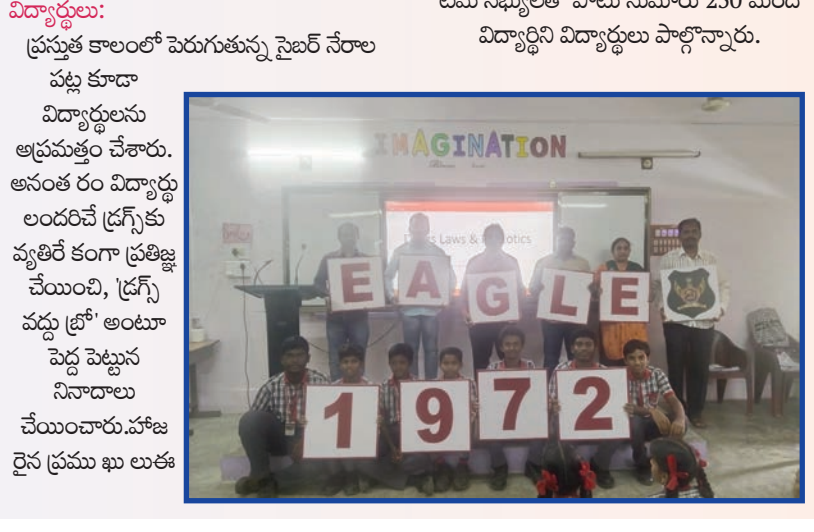 విద్యార్థులు:
ప్రస్తుత కాలంలో పెరుగుతున్న సైబర్ నేరాల
పట్ల కూడా
విద్యార్థులను
అప్రమత్తం చేశారు.
అనంత రం విద్యార్థు
లందరిచే డ్రగ్స్‌కు
వ్యతిరే కంగా ప్రతిజ్ఞ
చేయించి, 'డ్రగ్స్
వద్దు బ్రో' అంటూ
పెద్ద పెట్టున
నినాదాలు
చేయించారు.హాజ
రైన ప్రము ఖు లుఈ
టీమ్ సభ్యులతో పాటు సుమారు 250 మంది
విద్యార్థిని విద్యార్థులు పాల్గొన్నారు.
IMAGINATION
Laws &
EAGLE
1972